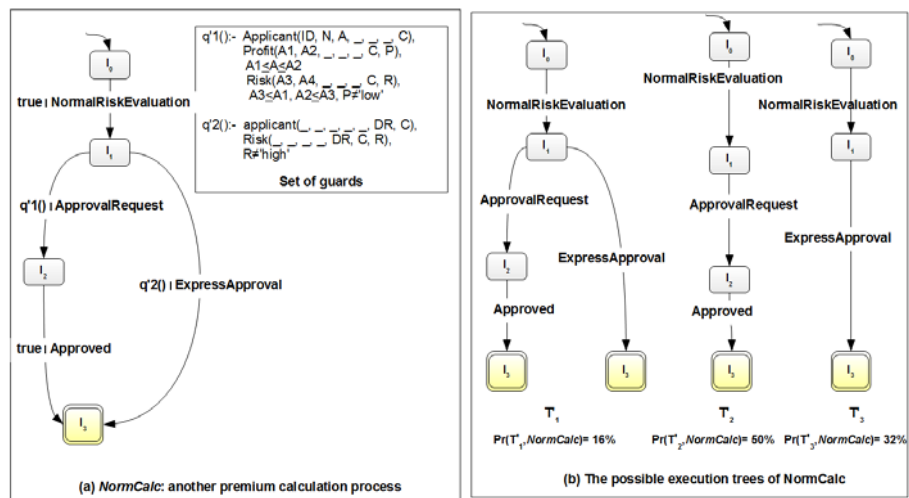 q'1():- Applicant(ID, N, A, _, _, _, C),
Profit(A1, A2, _, _, _, C, P),
A1≤A≤A2
Risk(A3, A4, _, _, _, C, R),
A3≤A1, A2≤A3, P≠'low'
q'2():- applicant(_, _, _, _, _, DR, C),
Risk(_, _, _, _, DR, C, R),
R≠'high'
Set of guards
I0
true ı NormalRiskEvaluation
I1
q'1() ı ApprovalRequest
I2
q'2() ı ExpressApproval
true ı Approved
I3
(a) NormCalc: another premium calculation process
I0
NormalRiskEvaluation
I1
ApprovalRequest
I2
ExpressApproval
Approved
I3
I3
T'1
Pr(T'1,NormCalc)= 16%
I0
NormalRiskEvaluation
I1
ApprovalRequest
I2
Approved
I3
T'2
Pr(T'2,NormCalc)= 50%
I0
NormalRiskEvaluation
I1
ExpressApproval
I3
T'3
Pr(T'3,NormCalc)= 32%
(b) The possible execution trees of NormCalc